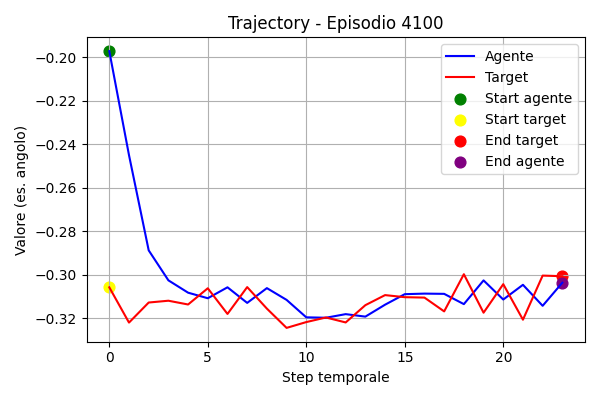 Trajectory - Episodio 4100
Valore (es. angolo)
−0.20
−0.22
−0.24
−0.26
−0.28
−0.30
−0.32
Agente
Target
Start agente
Start target
End target
End agente
0
5
10
15
20
Step temporale